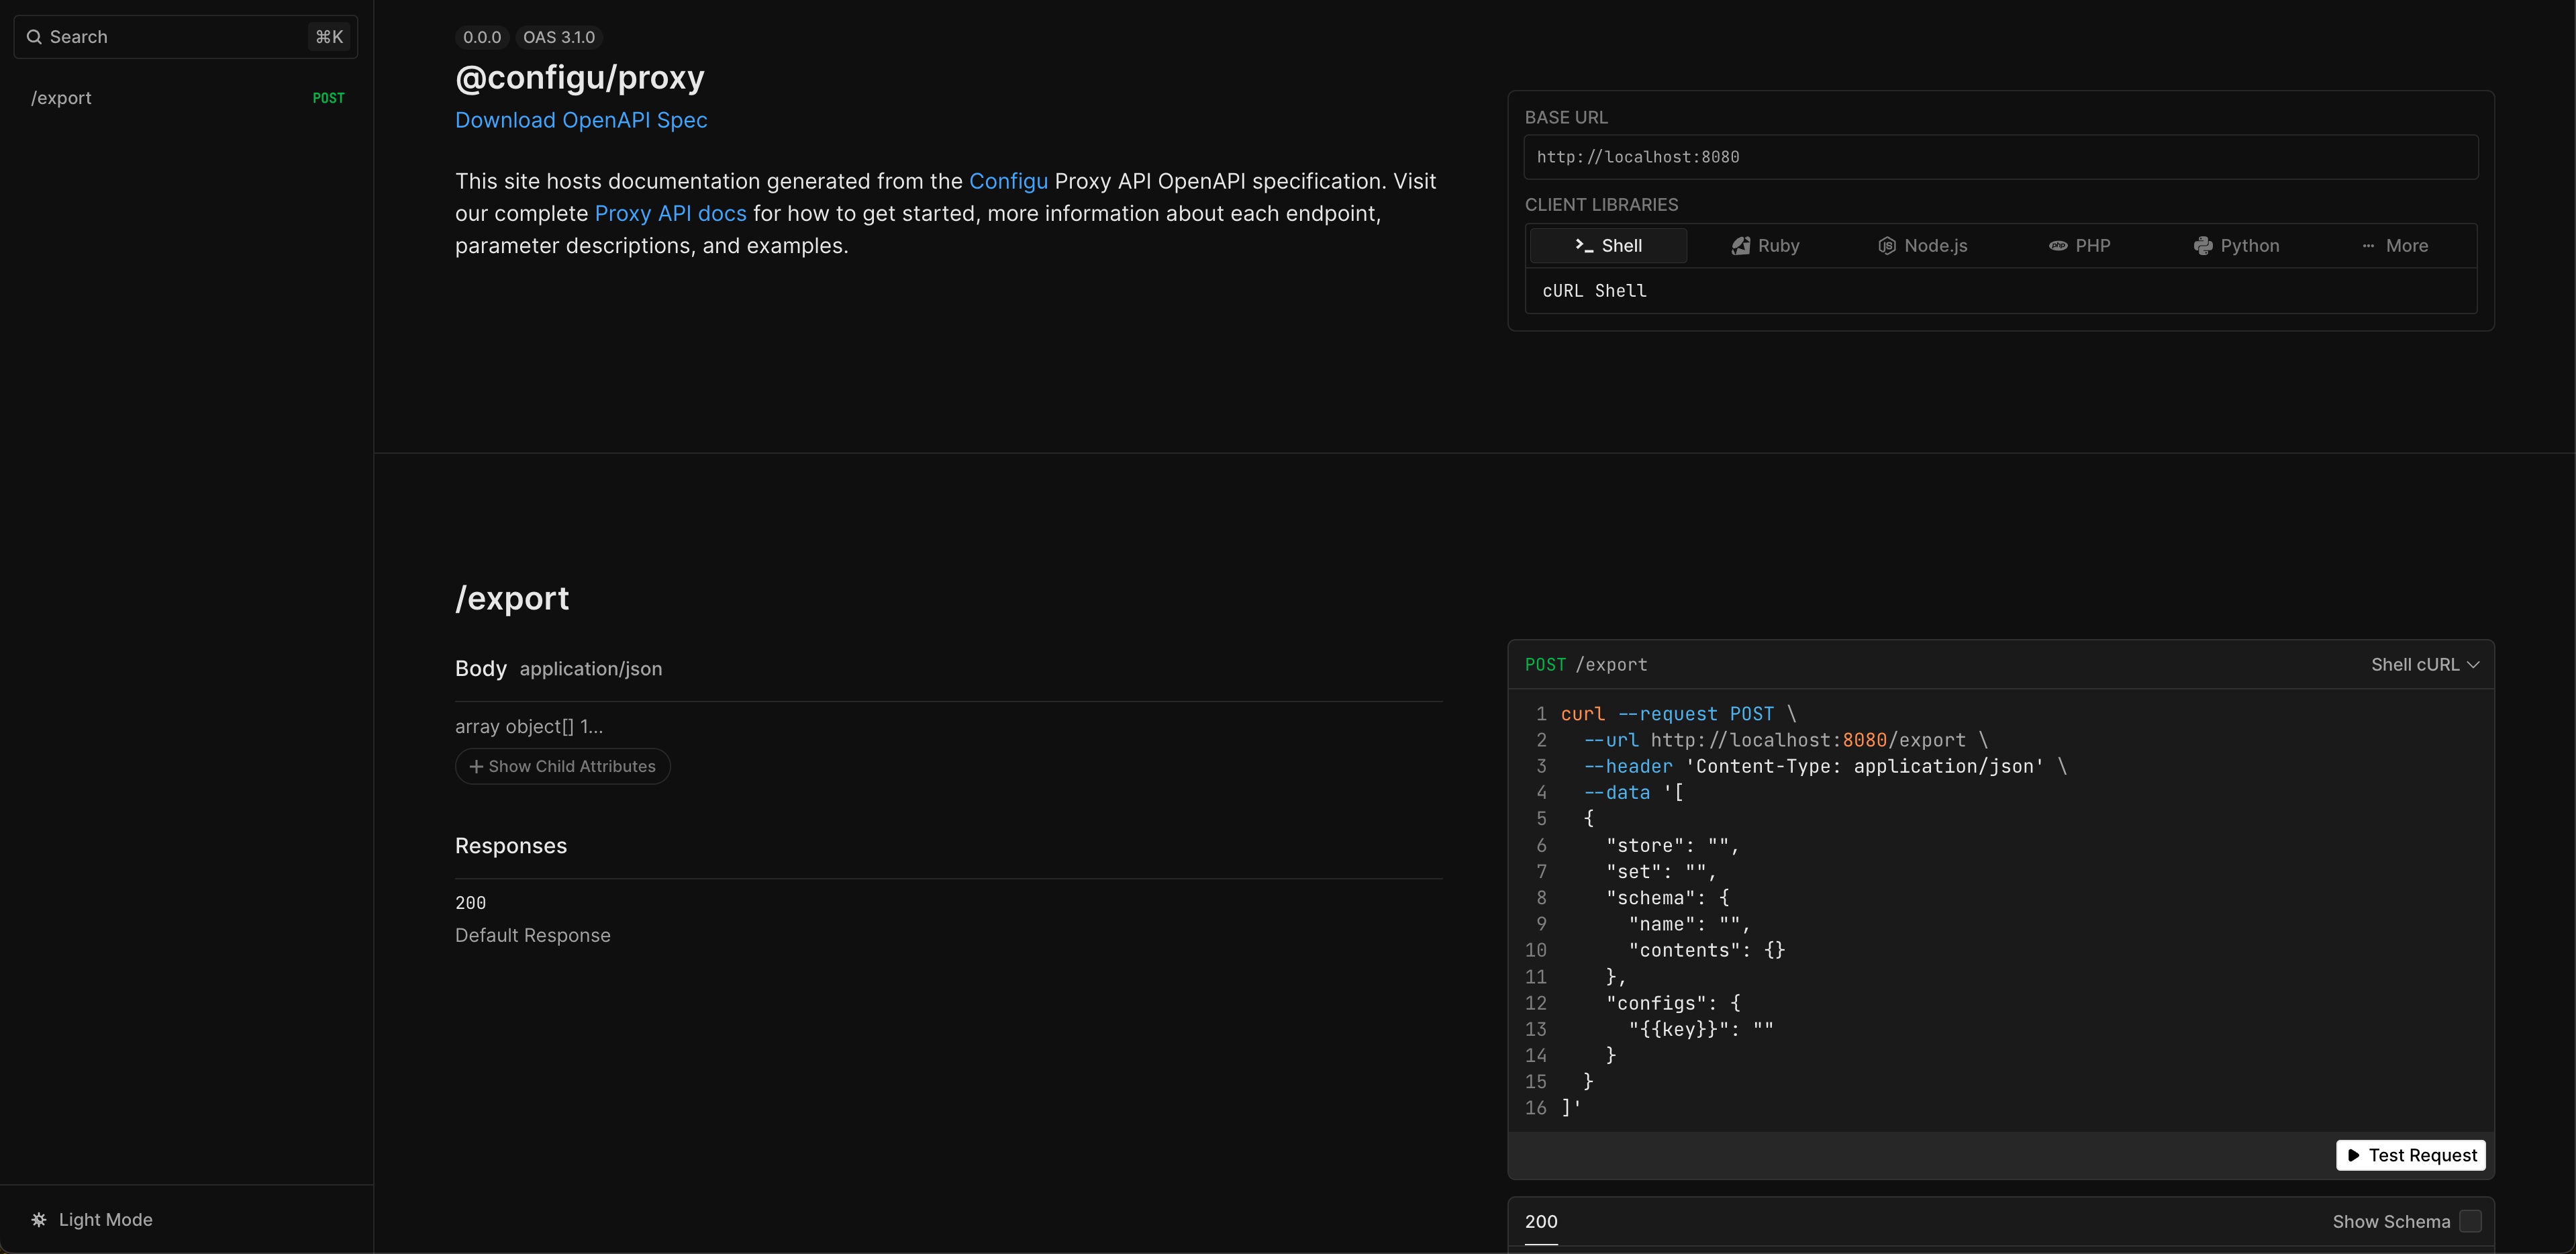 Search
⌘K
/export
POST
Light Mode
0.0.0 OAS 3.1.0
@configu/proxy
Download OpenAPI Spec
This site hosts documentation generated from the Configu Proxy API OpenAPI specification. Visit
our complete Proxy API docs for how to get started, more information about each endpoint,
parameter descriptions, and examples.
BASE URL
http://localhost:8080
CLIENT LIBRARIES
Shell Ruby Node.js PHP Python More
cURL Shell
/export
Body application/json
array object[] 1...
Show Child Attributes
Responses
200
Default Response
POST /export
Shell cURL
1 curl --request POST \
2   --url http://localhost:8080/export \
3   --header 'Content-Type: application/json' \
4   --data '[
5   {
6     "store": "",
7     "set": "",
8     "schema": {
9       "name": "",
10       "contents": {}
11     },
12     "configs": {
13       "{{key}}": ""
14     }
15   }
16 ]'
Test Request
200
Show Schema